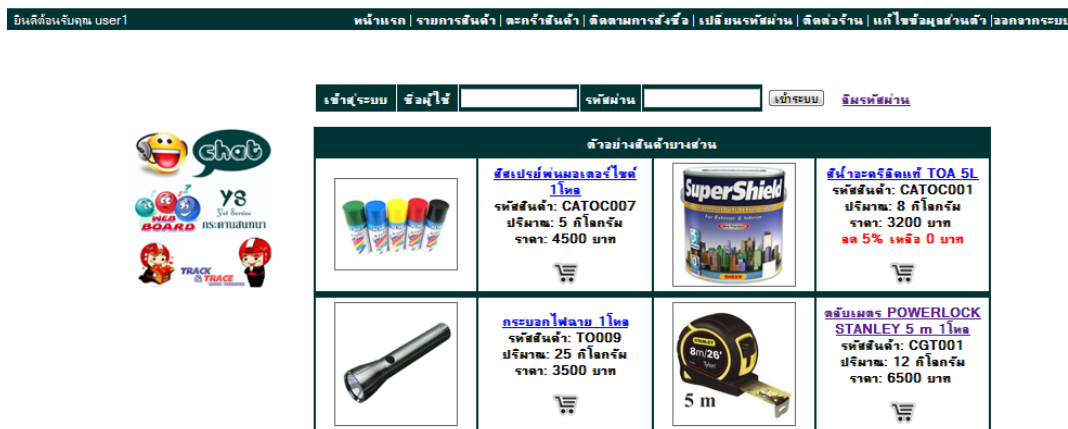 ยินดีต้อนรับคุณ user1
หน้าแรก | รายการสินค้า | ตะกร้าสินค้า | ติดตามการสั่งซื้อ | เปลี่ยนรหัสผ่าน | ติดต่อร้าน | แก้ไขข้อมูลส่วนตัว |ออกจากระบบ
เข้าสู่ระบบ ชื่อผู้ใช้ รหัสผ่าน เข้าระบบ ลืมรหัสผ่าน
chat
WEB BOARD
YS
กระดานสนทนา
TRACK
& TRACE
ตัวอย่างสินค้าบางส่วน
สีสเปรย์พ่นมอเตอร์ไซด์
1โหล
รหัสสินค้า: CATOC007
ปริมาณ: 5 กิโลกรัม
ราคา: 4500 บาท
SuperShield
For Exterior & Interior
สีน้ำอะคริลิคแท้ TOA 5L
รหัสสินค้า: CATOC001
ปริมาณ: 8 กิโลกรัม
ราคา: 3200 บาท
ลด 5% เหลือ 0 บาท
กระบอกไฟฉาย 1โหล
รหัสสินค้า: TO009
ปริมาณ: 25 กิโลกรัม
ราคา: 3500 บาท
STANLEY
8m/26'
Tylon
5 m
ตลับเมตร POWERLOCK
STANLEY 5 m 1โหล
รหัสสินค้า: CGT001
ปริมาณ: 12 กิโลกรัม
ราคา: 6500 บาท